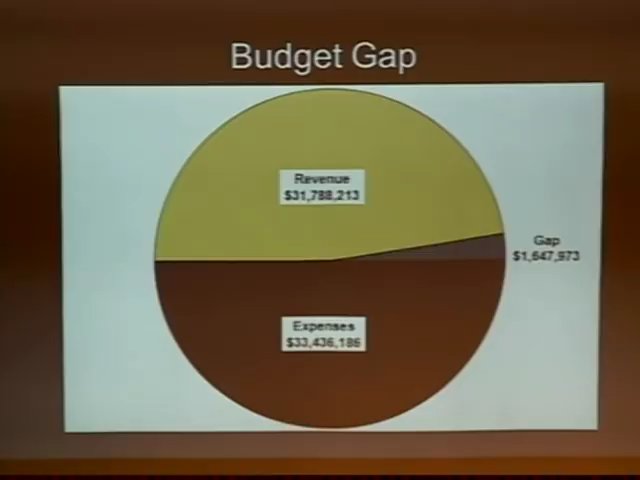 Budget Gap
Revenue
$31,788,213
Gap
$1,647,973
Expenses
$33,436,186